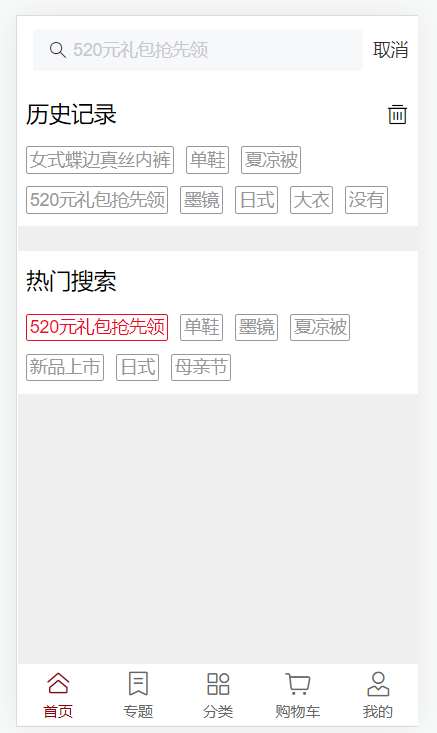 520元礼包抢先领 取消
历史记录
女式蝶边真丝内裤 单鞋 夏凉被
520元礼包抢先领 墨镜 日式 大衣 没有
热门搜索
520元礼包抢先领 单鞋 墨镜 夏凉被
新品上市 日式 母亲节
首页 专题 分类 购物车 我的